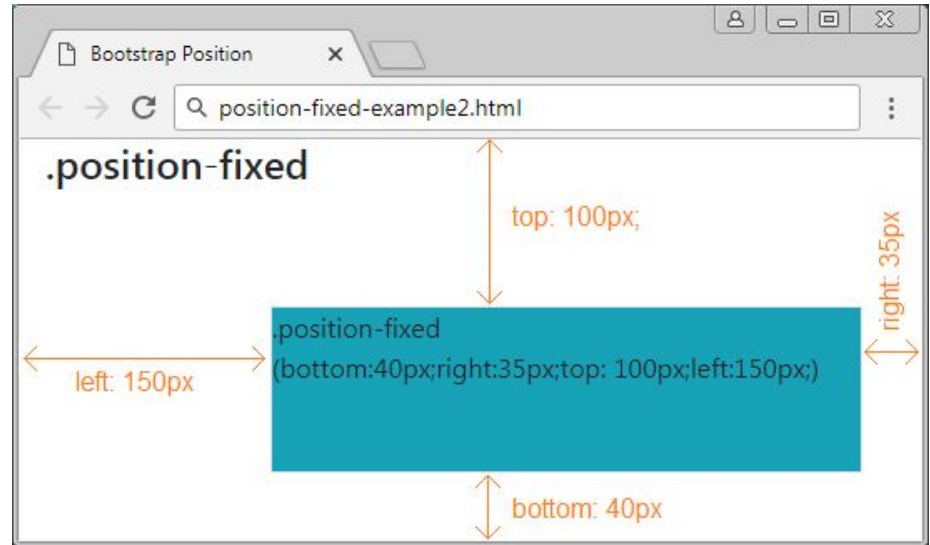 Bootstrap Position
position-fixed-example2.html
.position-fixed
top: 100px;
right: 35px
.position-fixed
(bottom:40px;right:35px;top: 100px;left:150px;)
left: 150px
bottom: 40px